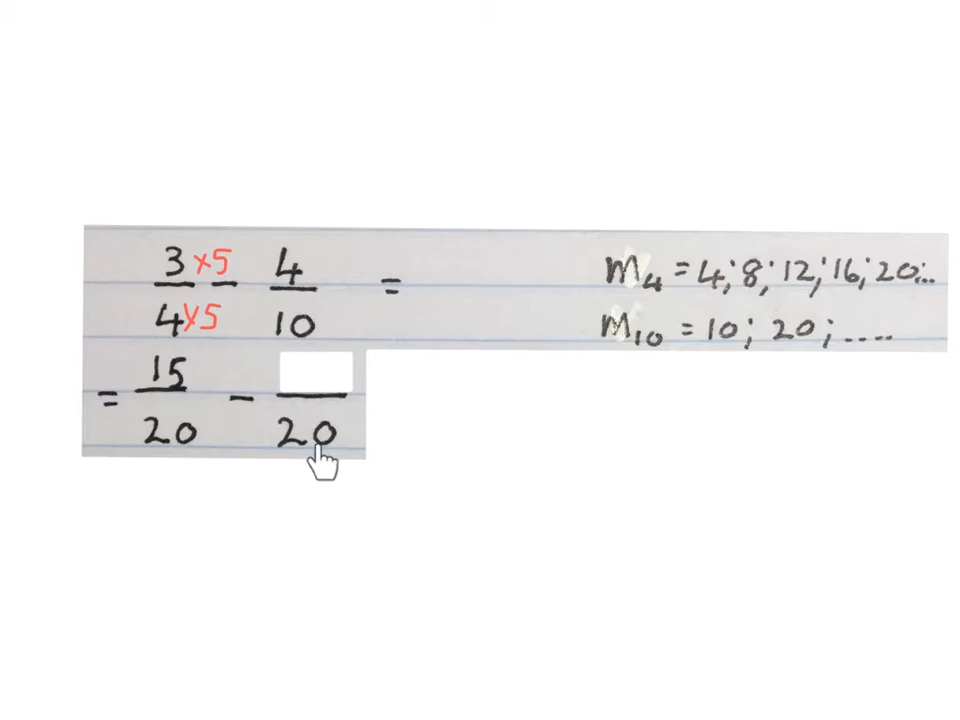 3 ×5 4
— — — =
4 ×5 10
M4 = 4; 8; 12; 16; 20;..
M10 = 10; 20; ....
15
= — - —
20 20